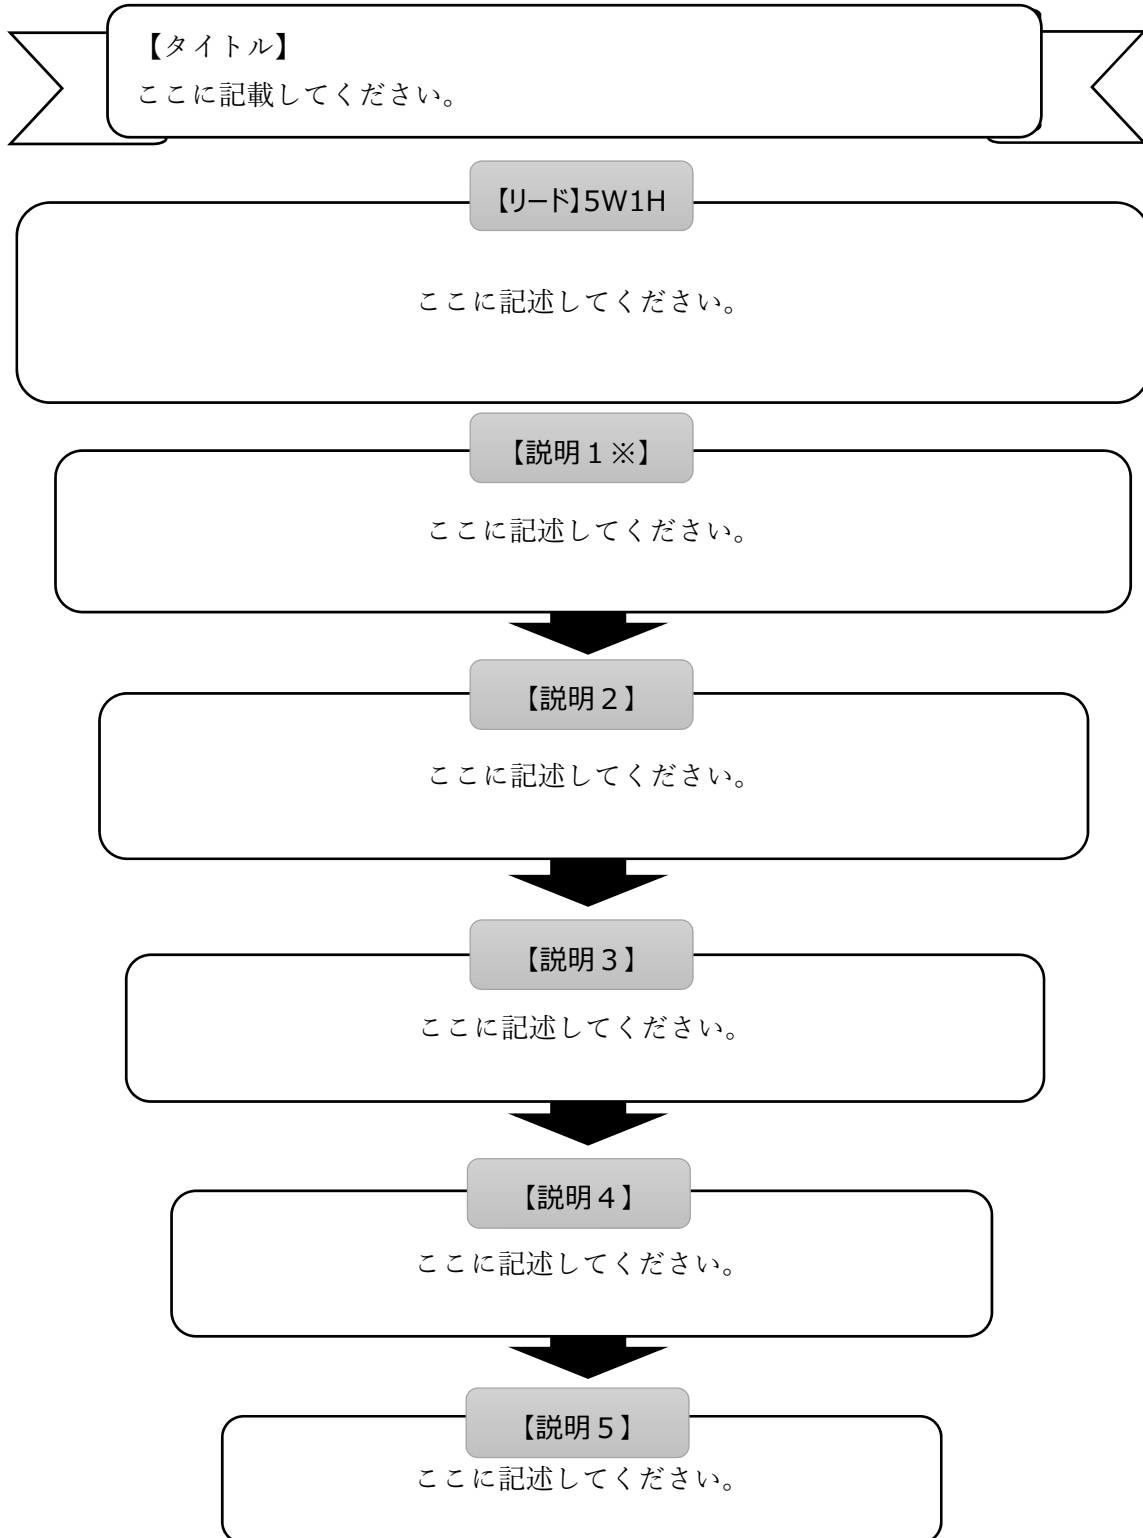 【タイトル】
ここに記載してください。
【リード】5W1H
ここに記述してください。
【説明１※】
ここに記述してください。
【説明２】
ここに記述してください。
【説明３】
ここに記述してください。
【説明４】
ここに記述してください。
【説明５】
ここに記述してください。